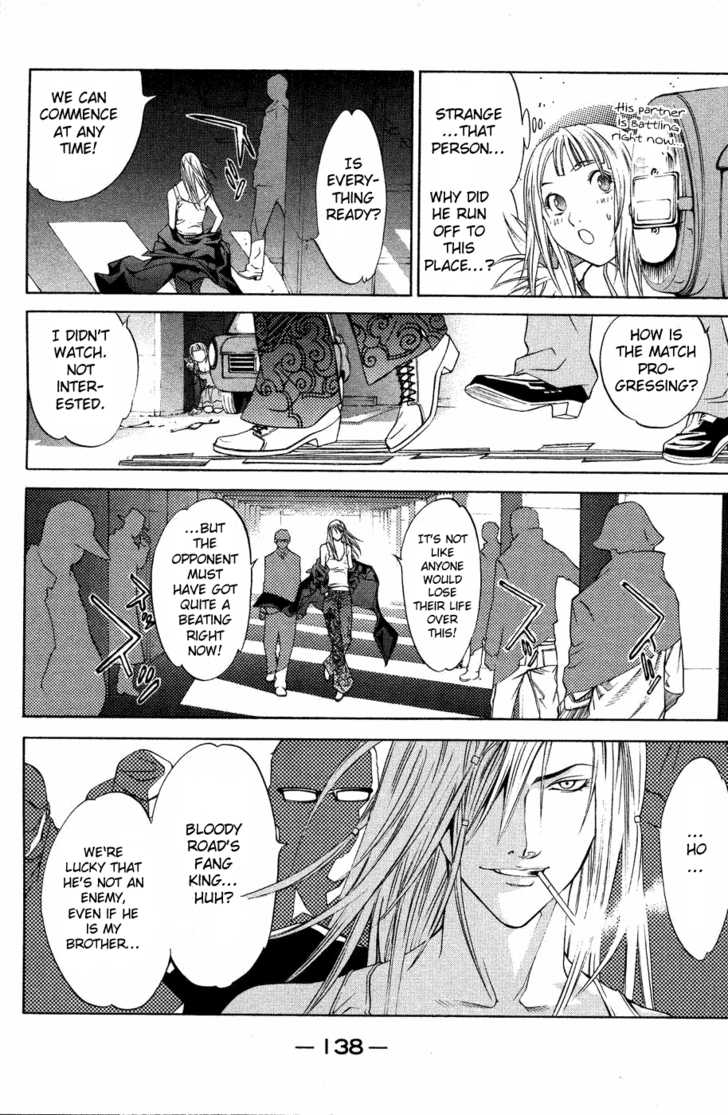 His partner
is Battling
right now...
STRANGE
...THAT
PERSON...
WHY DID
HE RUN
OFF TO
THIS
PLACE...?
IS
EVERY-
THING
READY?
WE CAN
COMMENCE
AT ANY
TIME!
HOW IS
THE MATCH
PRO-
GRESSING?
I DIDN'T
WATCH.
NOT
INTER-
ESTED.
IT'S NOT
LIKE
ANYONE
WOULD
LOSE
THEIR LIFE
OVER
THIS!
...BUT
THE
OPPONENT
MUST
HAVE GOT
QUITE A
BEATING
RIGHT
NOW!
...
HO
...
BLOODY
ROAD'S
FANG
KING...
HUH?
WE'RE
LUCKY THAT
HE'S NOT AN
ENEMY,
EVEN IF HE
IS MY
BROTHER...
— 138 —